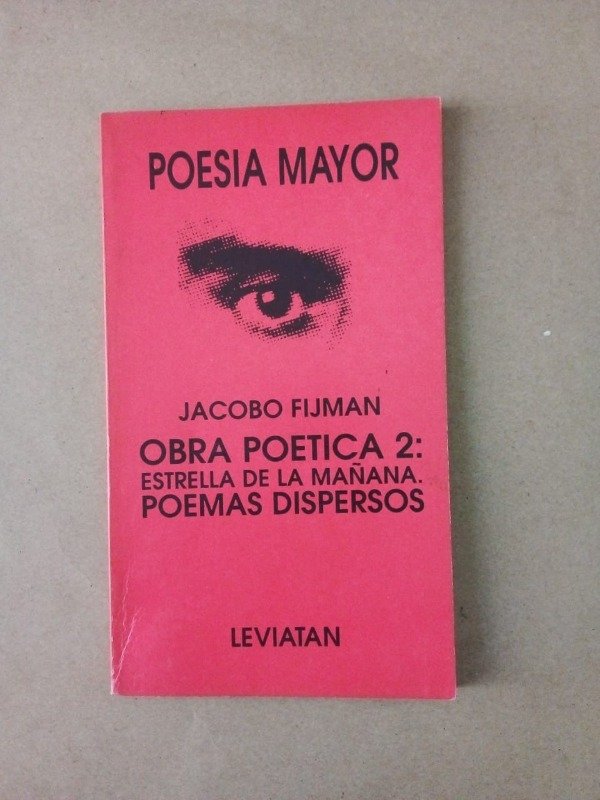 POESIA MAYOR
JACOBO FIJMAN
OBRA POETICA 2:
ESTRELLA DE LA MAÑANA.
POEMAS DISPERSOS
LEVIATAN